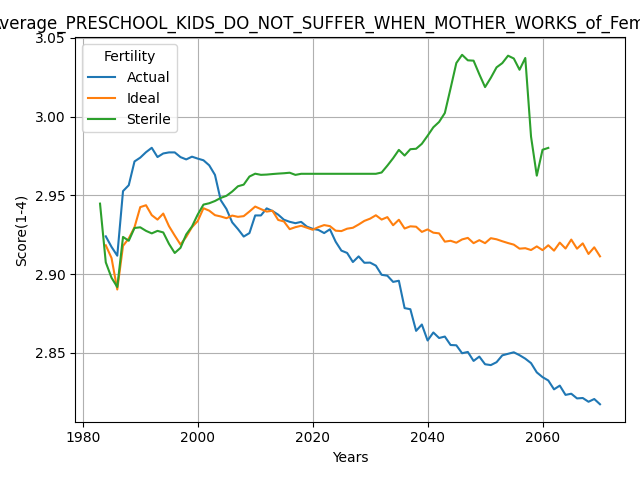 verage_PRESCHOOL_KIDS_DO_NOT_SUFFER_WHEN_MOTHER_WORKS_of_Fem
3.05
3.00
2.95
2.90
2.85
Score(1-4)
Fertility
Actual
Ideal
Sterile
1980 2000 2020 2040 2060
Years